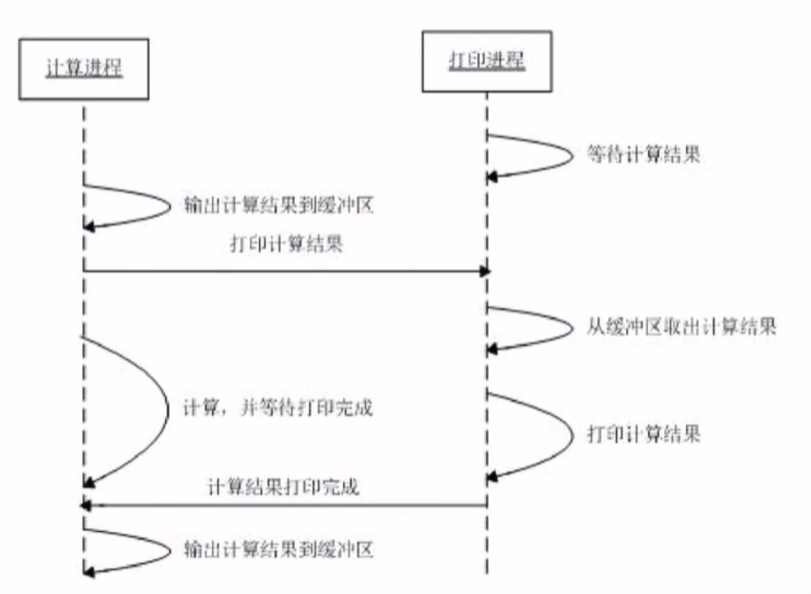 计算进程
打印进程
等待计算结果
输出计算结果到缓冲区
打印计算结果
从缓冲区取出计算结果
计算，并等待打印完成
打印计算结果
计算结果打印完成
输出计算结果到缓冲区